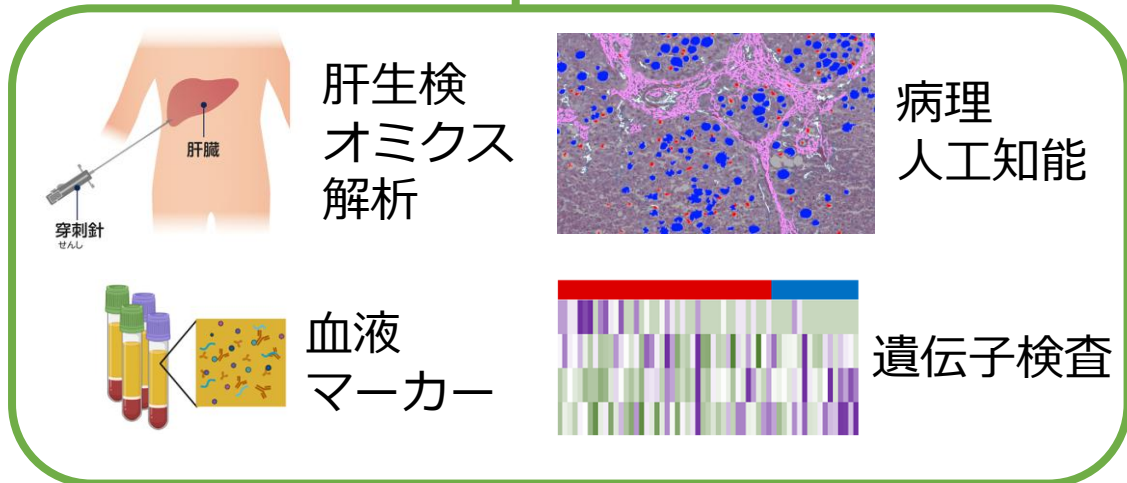 肝臓
穿刺針
せんし
肝生検
オミクス
解析
病理
人工知能
血液
マーカー
遺伝子検査